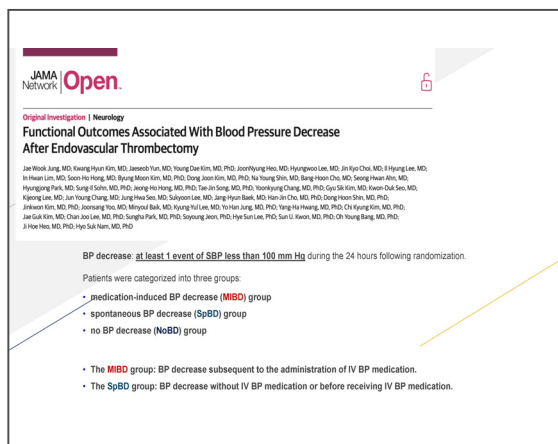 JAMA
Network Open™
Original Investigation | Neurology
Functional Outcomes Associated With Blood Pressure Decrease
After Endovascular Thrombectomy
Jae Wook Jung, MD; Kwang Hyun Kim, MD; Jaeseob Yun, MD; Young Dae Kim, MD, PhD; JoonNyung Heo, MD; Hyungwoo Lee, MD; Jin Kyo Choi, MD; Il Hyung Lee, MD;
In Hwan Lim, MD; Soon-Ho Hong, MD; Byung Moon Kim, MD, PhD; Dong Joon Kim, MD, PhD; Na Young Shin, MD, PhD; Bang-Hoon Cho, MD, PhD; Seong Hwan Ahn, MD;
Hyungjong Park, MD; Sung-Il Sohn, MD, PhD; Jeong-Ho Hong, MD, PhD; Tae-Jin Song, MD, PhD; Yoonkyung Chang, MD, PhD; Gyu Sik Kim, MD; Kwon-Duk Seo, MD;
Kijeong Lee, MD; Jun Young Chang, MD; Jung Hwa Seo, MD; Sukyoon Lee, MD; Jang-Hyun Baek, MD; Han-Jin Cho, MD, PhD; Dong Hoon Shin, MD, PhD;
Jinkwon Kim, MD, PhD; Joonsang Yoo, MD; Minyoul Baik, MD; Kyung-Yul Lee, MD, PhD; Yo Han Jung, MD, PhD; Yang-Ha Hwang, MD, PhD; Chi Kyung Kim, MD, PhD;
Jae Guk Kim, MD; Chan Joo Lee, MD, PhD; Sungha Park, MD, PhD; Soyoung Jeon, PhD; Hye Sun Lee, PhD; Sun U. Kwon, MD, PhD; Oh Young Bang, MD, PhD;
Ji Hoe Heo, MD, PhD; Hyo Suk Nam, MD, PhD
BP decrease: at least 1 event of SBP less than 100 mm Hg during the 24 hours following randomization.
Patients were categorized into three groups:
• medication-induced BP decrease (MIBD) group
• spontaneous BP decrease (SpBD) group
• no BP decrease (NoBD) group
• The MIBD group: BP decrease subsequent to the administration of IV BP medication.
• The SpBD group: BP decrease without IV BP medication or before receiving IV BP medication.